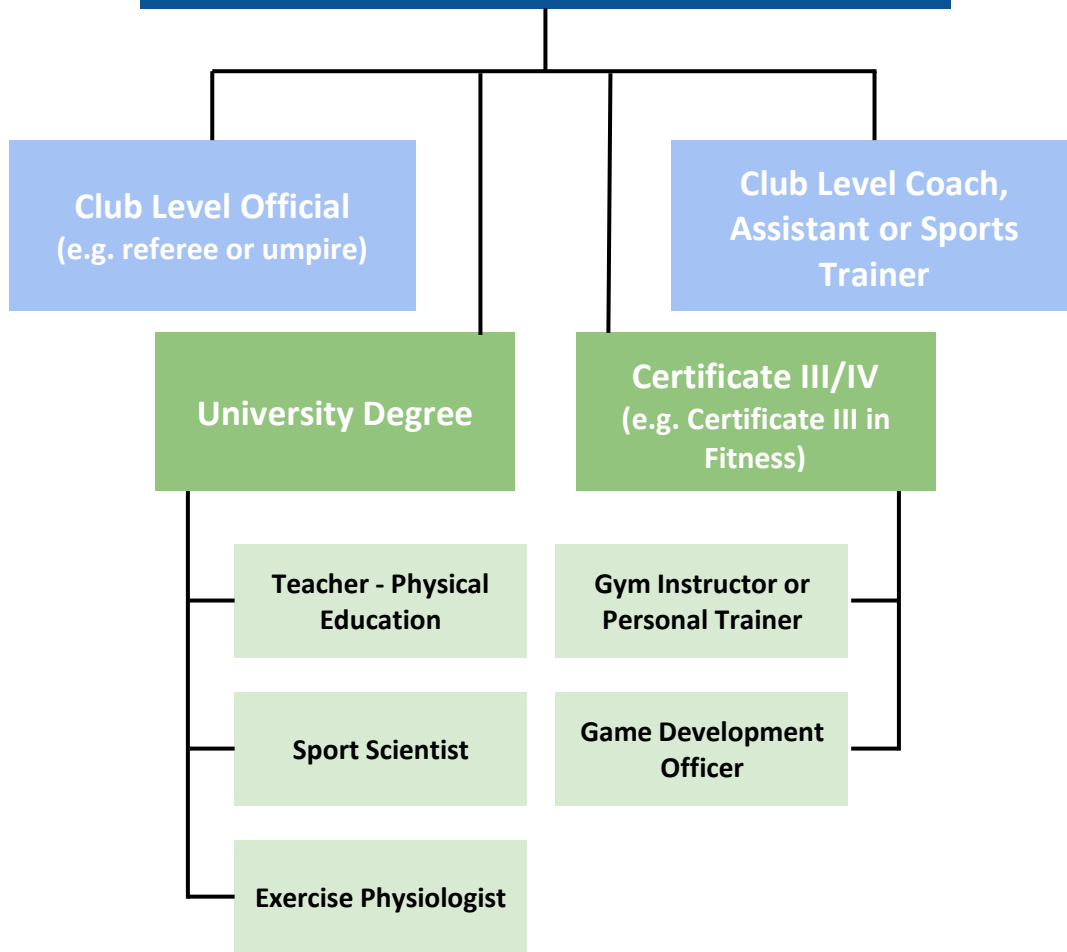 Club Level Official
(e.g. referee or umpire)
Club Level Coach,
Assistant or Sports
Trainer
University Degree
Certificate III/IV
(e.g. Certificate III in
Fitness)
Teacher - Physical
Education
Gym Instructor or
Personal Trainer
Sport Scientist
Game Development
Officer
Exercise Physiologist